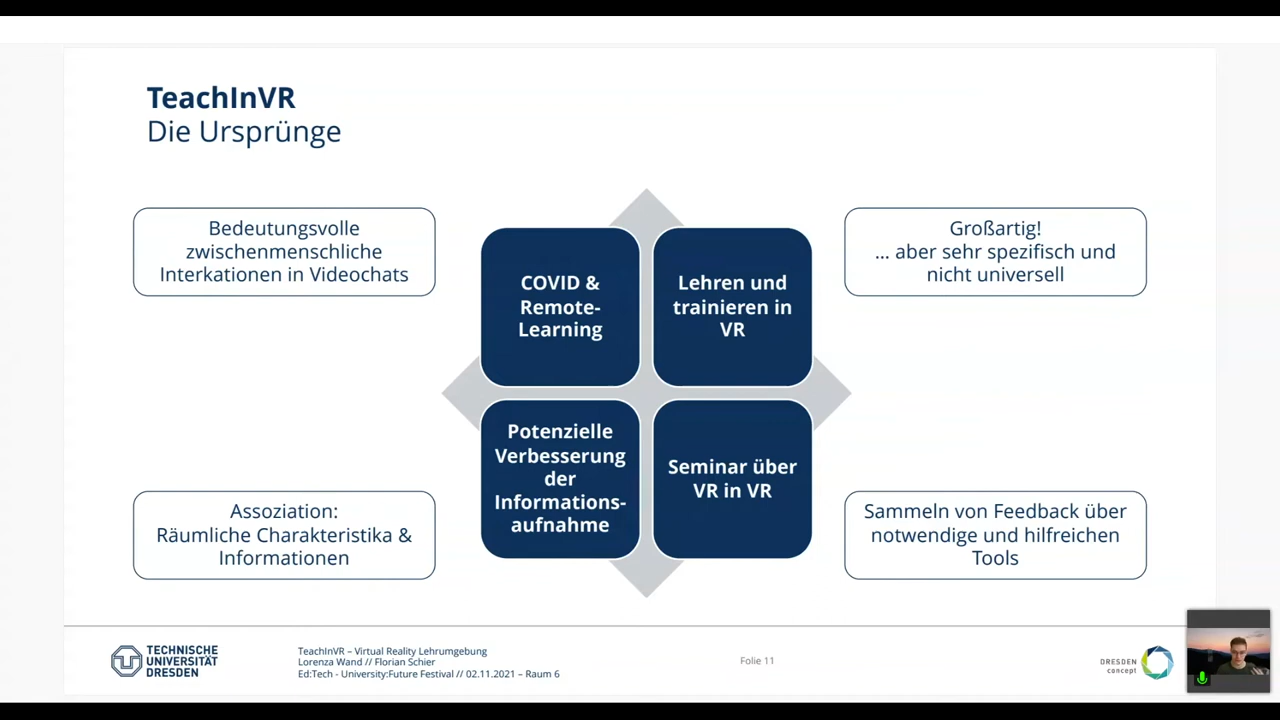 TeachInVR
Die Ursprünge
Bedeutungsvolle
zwischenmenschliche
Interkationen in Videochats
COVID &
Remote-
Learning
Lehren und
trainieren in
VR
Großartig!
... aber sehr spezifisch und
nicht universell
Assoziation:
Räumliche Charakteristika &
Informationen
Potenzielle
Verbesserung
der
Informations-
aufnahme
Seminar über
VR in VR
Sammeln von Feedback über
notwendige und hilfreichen
Tools
TECHNISCHE
UNIVERSITÄT
DRESDEN
TeachInVR – Virtual Reality Lehrumgebung
Lorenza Wand // Florian Schier
Ed:Tech - University:Future Festival // 02.11.2021 – Raum 6
Folie 11
DRESDEN
concept